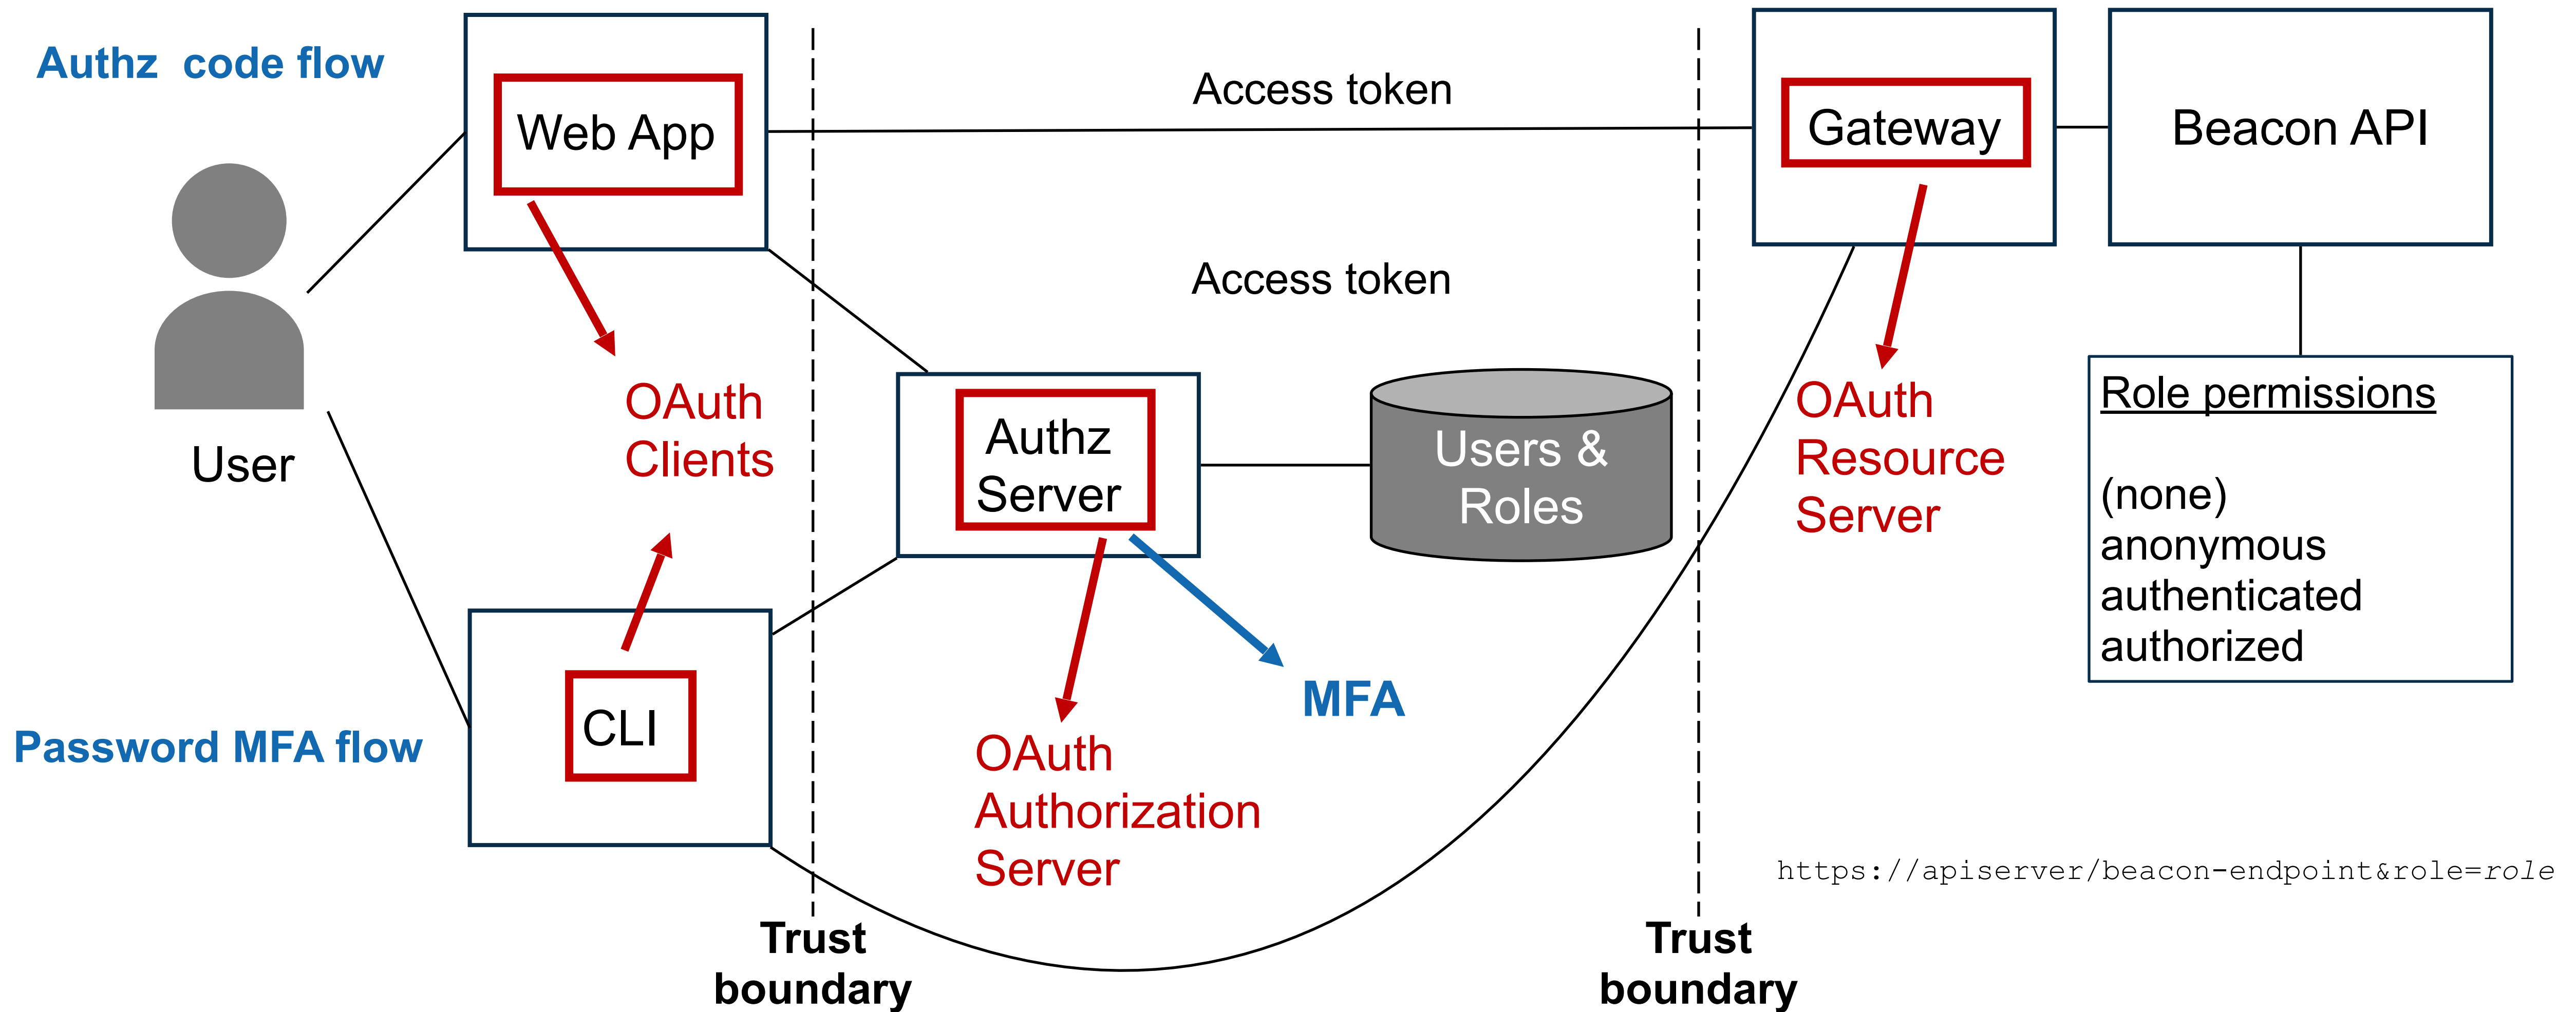 Authz  code flow
Web App
Access token
Gateway
Beacon API
Access token
User
OAuth
Clients
Authz
Server
Users &
Roles
OAuth
Resource
Server
Role permissions
(none)
anonymous
authenticated
authorized
Password MFA flow
CLI
MFA
OAuth
Authorization
Server
https://apiserver/beacon-endpoint&role=role
Trust
boundary
Trust
boundary